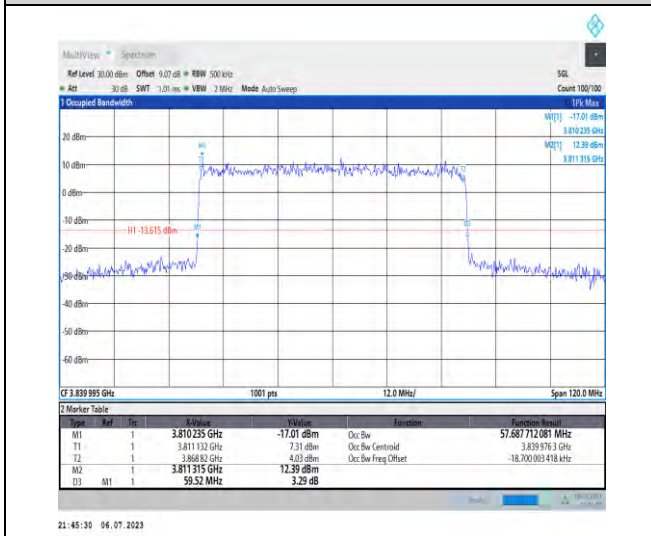 MultiView Spectrum
Ref Level 30.00 dBm Offset 9.07 dB RBW 500 kHz SGL
Att 30 dB SWT 1.01 ms VBW 2 MHz Mode Auto Sweep Count 100/100
1 Occupied Bandwidth 1Pk Max
M1[1] -17.01 dBm
3.810 235 GHz
M2[1] 12.39 dBm
3.811 315 GHz
20 dBm
M2
10 dBm
T2
0 dBm
-10 dBm
H1 -13.615 dBm M1 D3
-20 dBm
-30 dBm
-40 dBm
-50 dBm
-60 dBm
CF 3.839 995 GHz 1001 pts 12.0 MHz/ Span 120.0 MHz
2 Marker Table
Type Ref Trc X-Value Y-Value Function Function Result
M1 1 3.810 235 GHz -17.01 dBm Occ Bw 57.687 712 081 MHz
T1 1 3.811 132 GHz 7.31 dBm Occ Bw Centroid 3.839 976 3 GHz
T2 1 3.868 82 GHz 4.03 dBm Occ Bw Freq Offset -18.700 003 418 kHz
M2 1 3.811 315 GHz 12.39 dBm
D3 M1 1 59.52 MHz 3.29 dB
21:45:30 06.07.2023